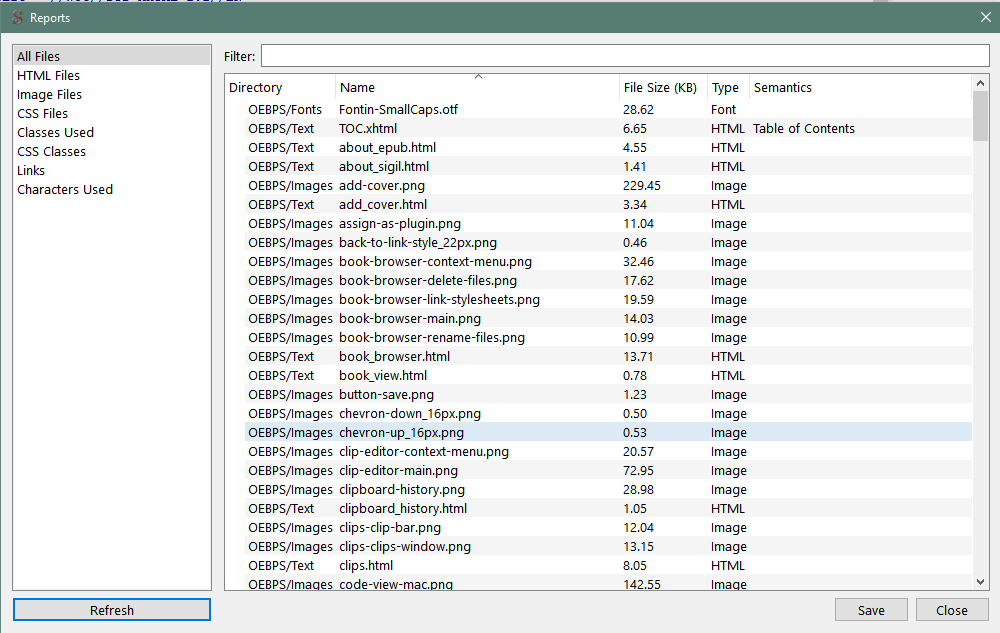 Reports
All Files
HTML Files
Image Files
CSS Files
Classes Used
CSS Classes
Links
Characters Used
Refresh
Filter:
Directory Name File Size (KB) Type Semantics
OEBPS/Fonts Fontin-SmallCaps.otf 28.62 Font
OEBPS/Text TOC.xhtml 6.65 HTML Table of Contents
OEBPS/Text about_epub.html 4.55 HTML
OEBPS/Text about_sigil.html 1.41 HTML
OEBPS/Images add-cover.png 229.45 Image
OEBPS/Text add_cover.html 3.34 HTML
OEBPS/Images assign-as-plugin.png 11.04 Image
OEBPS/Images back-to-link-style_22px.png 0.46 Image
OEBPS/Images book-browser-context-menu.png 32.46 Image
OEBPS/Images book-browser-delete-files.png 17.62 Image
OEBPS/Images book-browser-link-stylesheets.png 19.59 Image
OEBPS/Images book-browser-main.png 14.03 Image
OEBPS/Images book-browser-rename-files.png 10.99 Image
OEBPS/Text book_browser.html 13.71 HTML
OEBPS/Text book_view.html 0.78 HTML
OEBPS/Images button-save.png 1.23 Image
OEBPS/Images chevron-down_16px.png 0.50 Image
OEBPS/Images chevron-up_16px.png 0.53 Image
OEBPS/Images clip-editor-context-menu.png 20.57 Image
OEBPS/Images clip-editor-main.png 72.95 Image
OEBPS/Images clipboard-history.png 28.98 Image
OEBPS/Text clipboard_history.html 1.05 HTML
OEBPS/Images clips-clip-bar.png 12.04 Image
OEBPS/Images clips-clips-window.png 13.15 Image
OEBPS/Text clips.html 8.05 HTML
OEBPS/Images code-view-mac.png 142.55 Image
Save Close